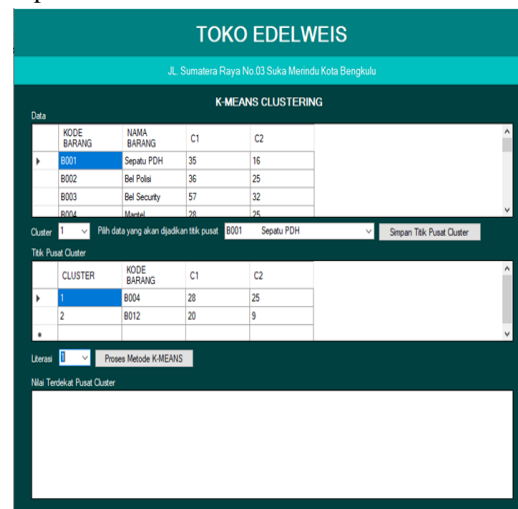 TOKO EDELWEIS
JL. Sumatera Raya No.03 Suka Merindu Kota Bengkulu
K-MEANS CLUSTERING
Data
KODE BARANG NAMA BARANG C1 C2
B001 Sepatu PDH 35 16
B002 Bel Polisi 36 25
B003 Bel Security 57 32
B004 Mantel 28 25
Cluster 1 Pilih data yang akan dijadikan titik pusat B001 Sepatu PDH Simpan Titik Pusat Cluster
Titik Pusat Cluster
CLUSTER KODE BARANG C1 C2
1 B004 28 25
2 B012 20 9
Literasi 1 Proses Metode K-MEANS
Nilai Terdekat Pusat Cluster